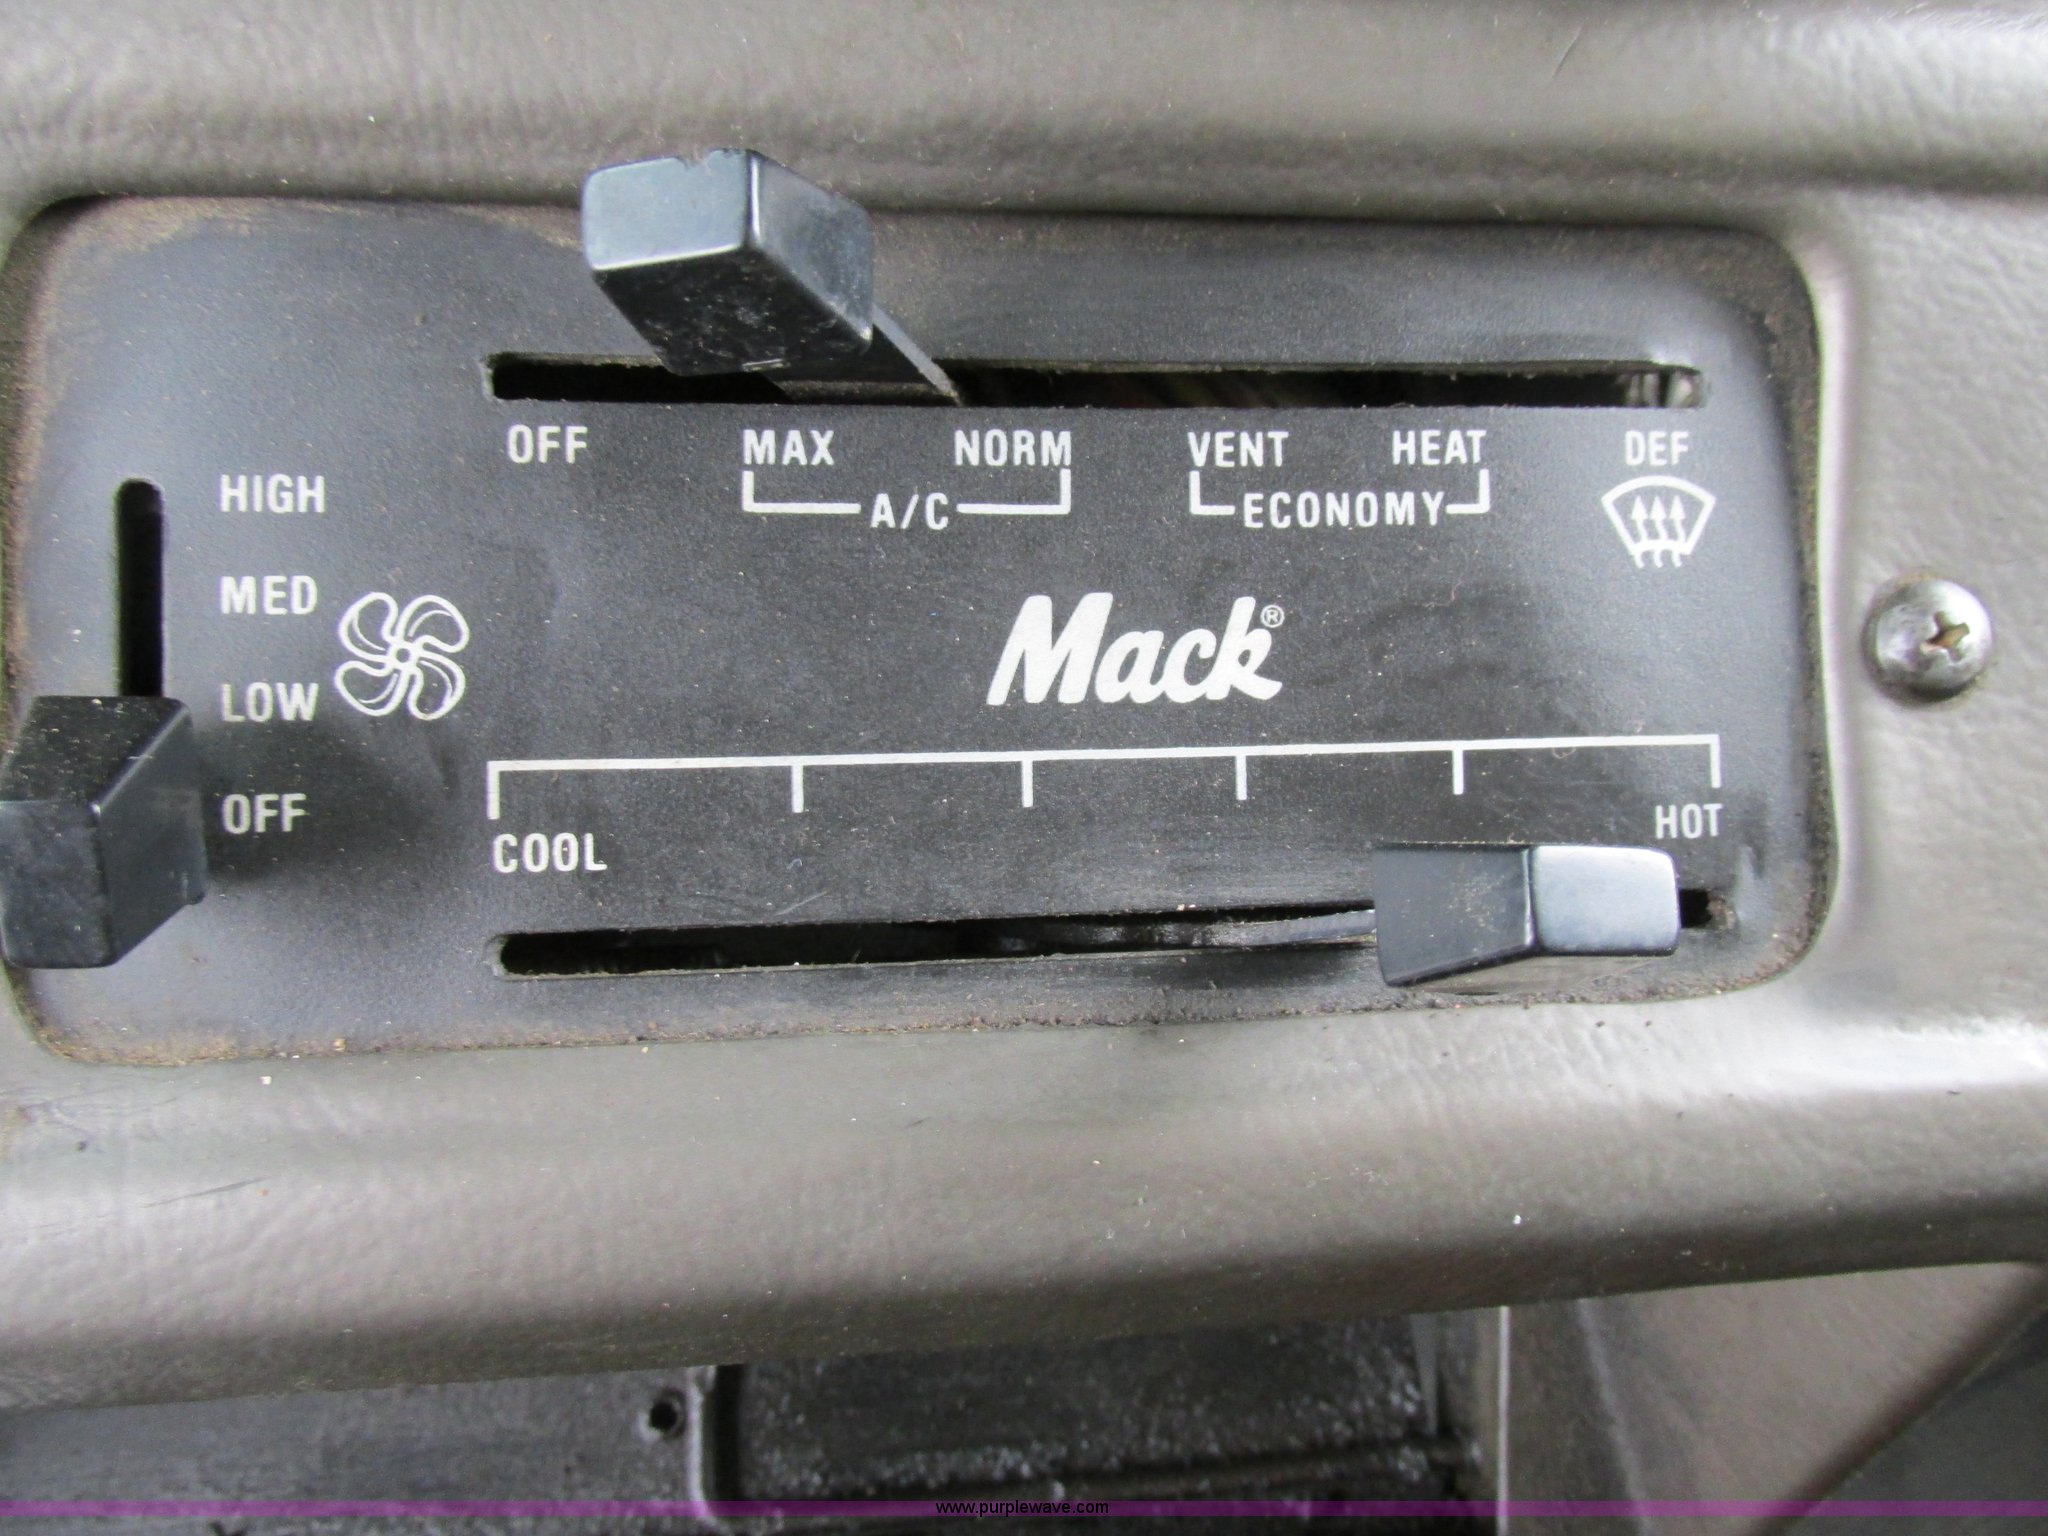 OFF MAX NORM VENT HEAT DEF
A/C ECONOMY
HIGH
MED
LOW
OFF
Mack®
COOL HOT
www.purplewave.com